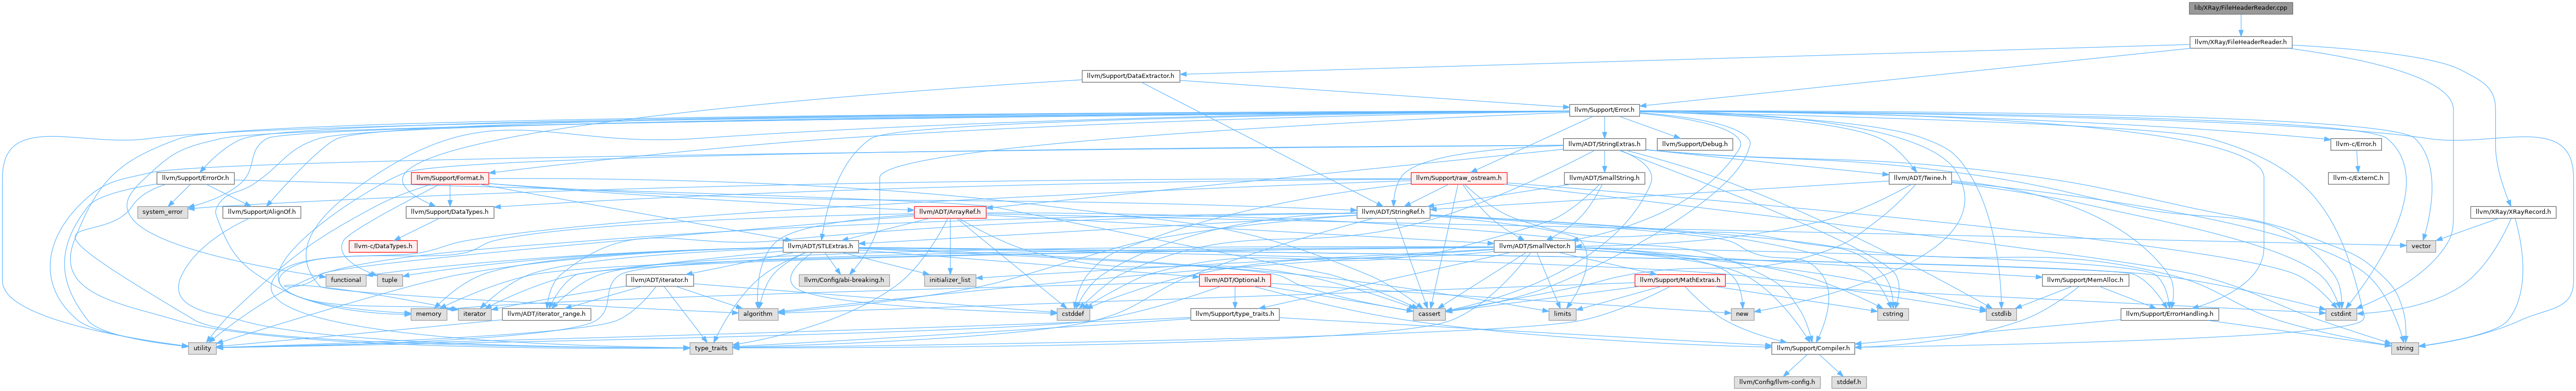 lib/XRay/FileHeaderReader.cpp
llvm/XRay/FileHeaderReader.h
llvm/Support/DataExtractor.h
llvm/Support/Error.h
llvm/ADT/StringExtras.h
llvm/Support/Debug.h
llvm-c/Error.h
llvm/Support/ErrorOr.h
llvm/Support/Format.h
llvm/Support/raw_ostream.h
llvm/ADT/SmallString.h
llvm/ADT/Twine.h
llvm-c/ExternC.h
system_error
llvm/Support/AlignOf.h
llvm/Support/DataTypes.h
llvm/ADT/ArrayRef.h
llvm/ADT/StringRef.h
llvm/XRay/XRayRecord.h
llvm-c/DataTypes.h
llvm/ADT/STLExtras.h
llvm/ADT/SmallVector.h
vector
functional
tuple
llvm/ADT/iterator.h
llvm/Config/abi-breaking.h
initializer_list
llvm/ADT/Optional.h
llvm/Support/MathExtras.h
llvm/Support/MemAlloc.h
memory
iterator
llvm/ADT/iterator_range.h
algorithm
cstddef
llvm/Support/type_traits.h
cassert
limits
new
cstring
cstdlib
llvm/Support/ErrorHandling.h
cstdint
utility
type_traits
llvm/Support/Compiler.h
string
llvm/Config/llvm-config.h
stddef.h